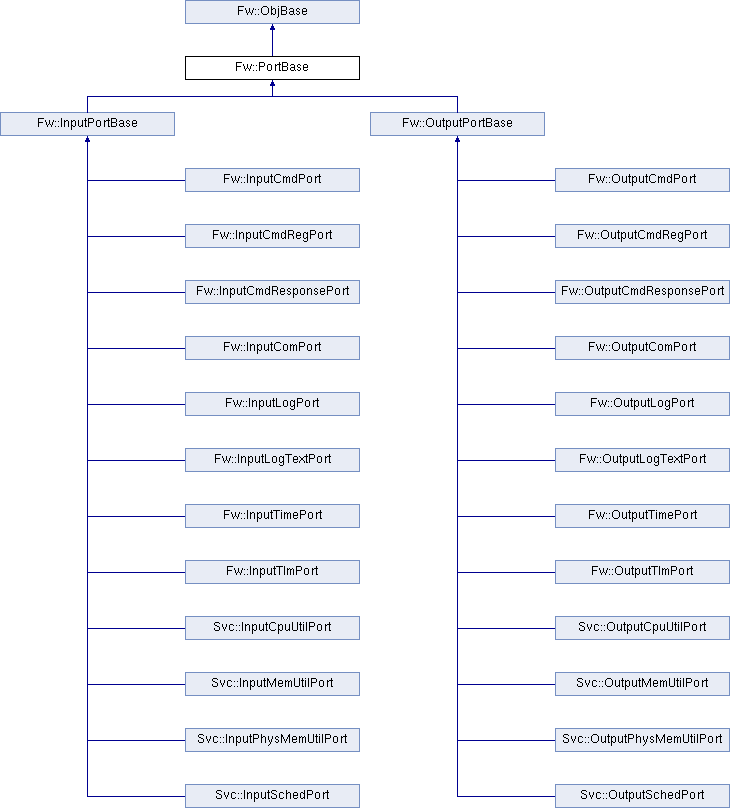 Fw::ObjBase
Fw::PortBase
Fw::InputPortBase
Fw::OutputPortBase
Fw::InputCmdPort
Fw::OutputCmdPort
Fw::InputCmdRegPort
Fw::OutputCmdRegPort
Fw::InputCmdResponsePort
Fw::OutputCmdResponsePort
Fw::InputComPort
Fw::OutputComPort
Fw::InputLogPort
Fw::OutputLogPort
Fw::InputLogTextPort
Fw::OutputLogTextPort
Fw::InputTimePort
Fw::OutputTimePort
Fw::InputTlmPort
Fw::OutputTlmPort
Svc::InputCpuUtilPort
Svc::OutputCpuUtilPort
Svc::InputMemUtilPort
Svc::OutputMemUtilPort
Svc::InputPhysMemUtilPort
Svc::OutputPhysMemUtilPort
Svc::InputSchedPort
Svc::OutputSchedPort